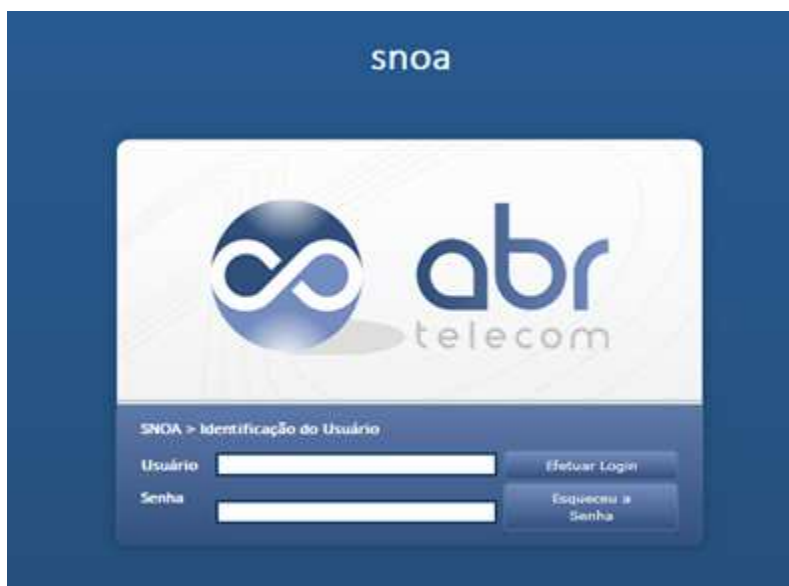 snoa
abr
telecom
SNOA > Identificação do Usuário
Usuário
Efetuar Login
Senha
Esqueceu a
Senha